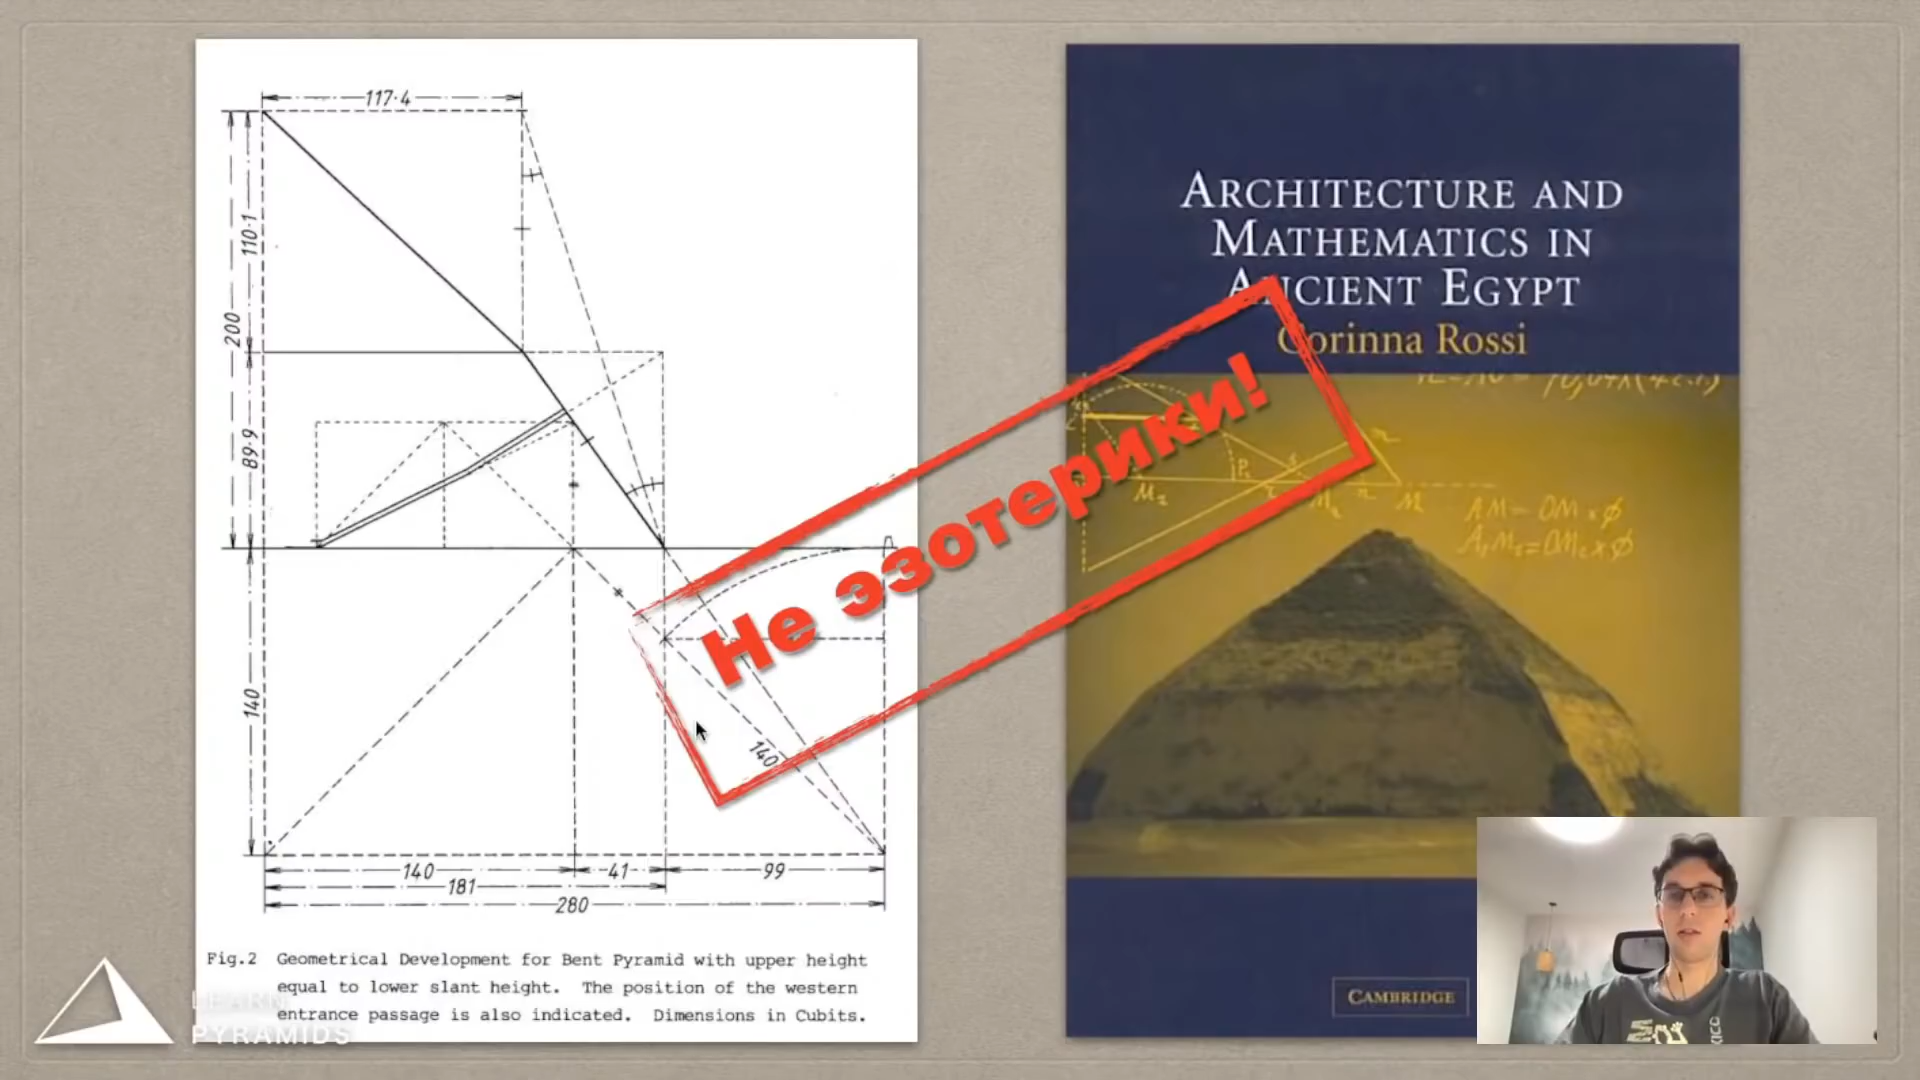 117·4
110·1
200
89·9
140
140
140
41
99
181
280
Fig.2 Geometrical Development for Bent Pyramid with upper height
equal to lower slant height. The position of the western
entrance passage is also indicated. Dimensions in Cubits.
LEARN
PYRAMIDS
Не эзотерики!
ARCHITECTURE AND
MATHEMATICS IN
ANCIENT EGYPT
Corinna Rossi
AM = OM × φ
A₁M₂ = OM₂ × φ
CAMBRIDGE